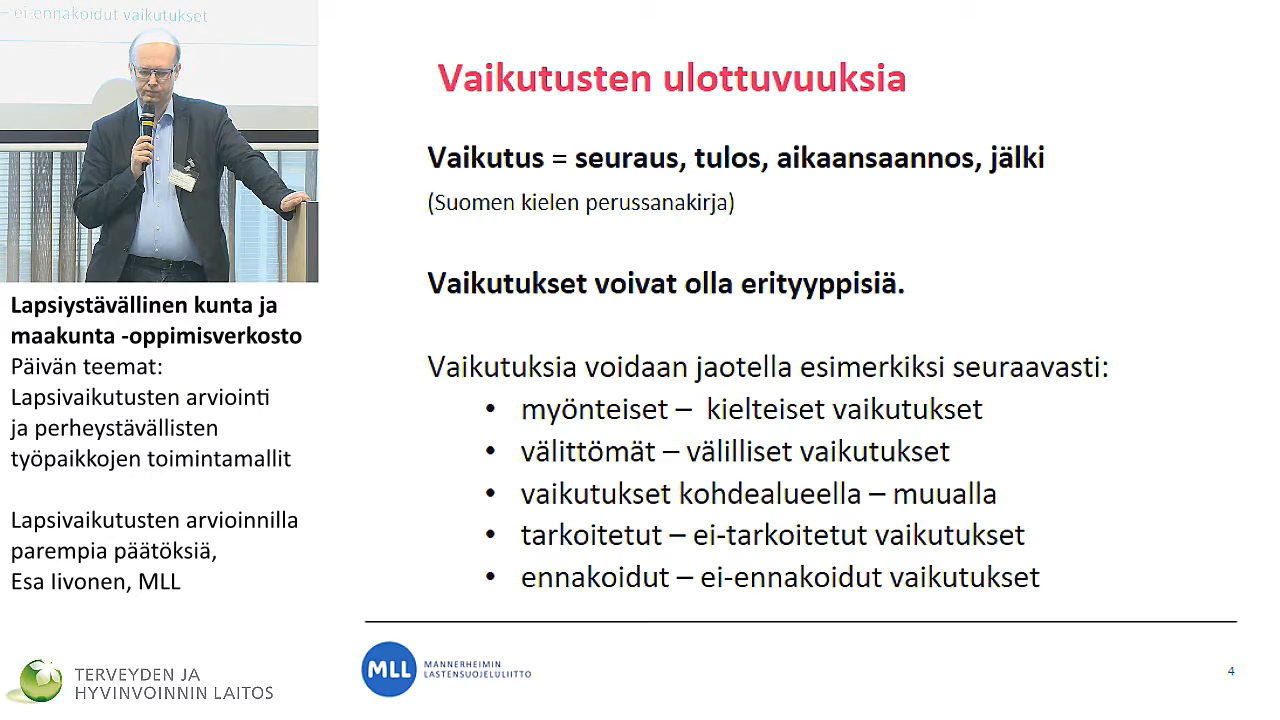 – ei-ennakoidut vaikutukset
Lapsiystävällinen kunta ja
maakunta -oppimisverkosto
Päivän teemat:
Lapsivaikutusten arviointi
ja perheystävällisten
työpaikkojen toimintamallit
Lapsivaikutusten arvioinnilla
parempia päätöksiä,
Esa Iivonen, MLL
TERVEYDEN JA
HYVINVOINNIN LAITOS
Vaikutusten ulottuvuuksia
Vaikutus = seuraus, tulos, aikaansaannos, jälki
(Suomen kielen perussanakirja)
Vaikutukset voivat olla erityyppisiä.
Vaikutuksia voidaan jaotella esimerkiksi seuraavasti:
• myönteiset – kielteiset vaikutukset
• välittömät – välilliset vaikutukset
• vaikutukset kohdealueella – muualla
• tarkoitetut – ei-tarkoitetut vaikutukset
• ennakoidut – ei-ennakoidut vaikutukset
MLL
MANNERHEIMIN
LASTENSUOJELULIITTO
4